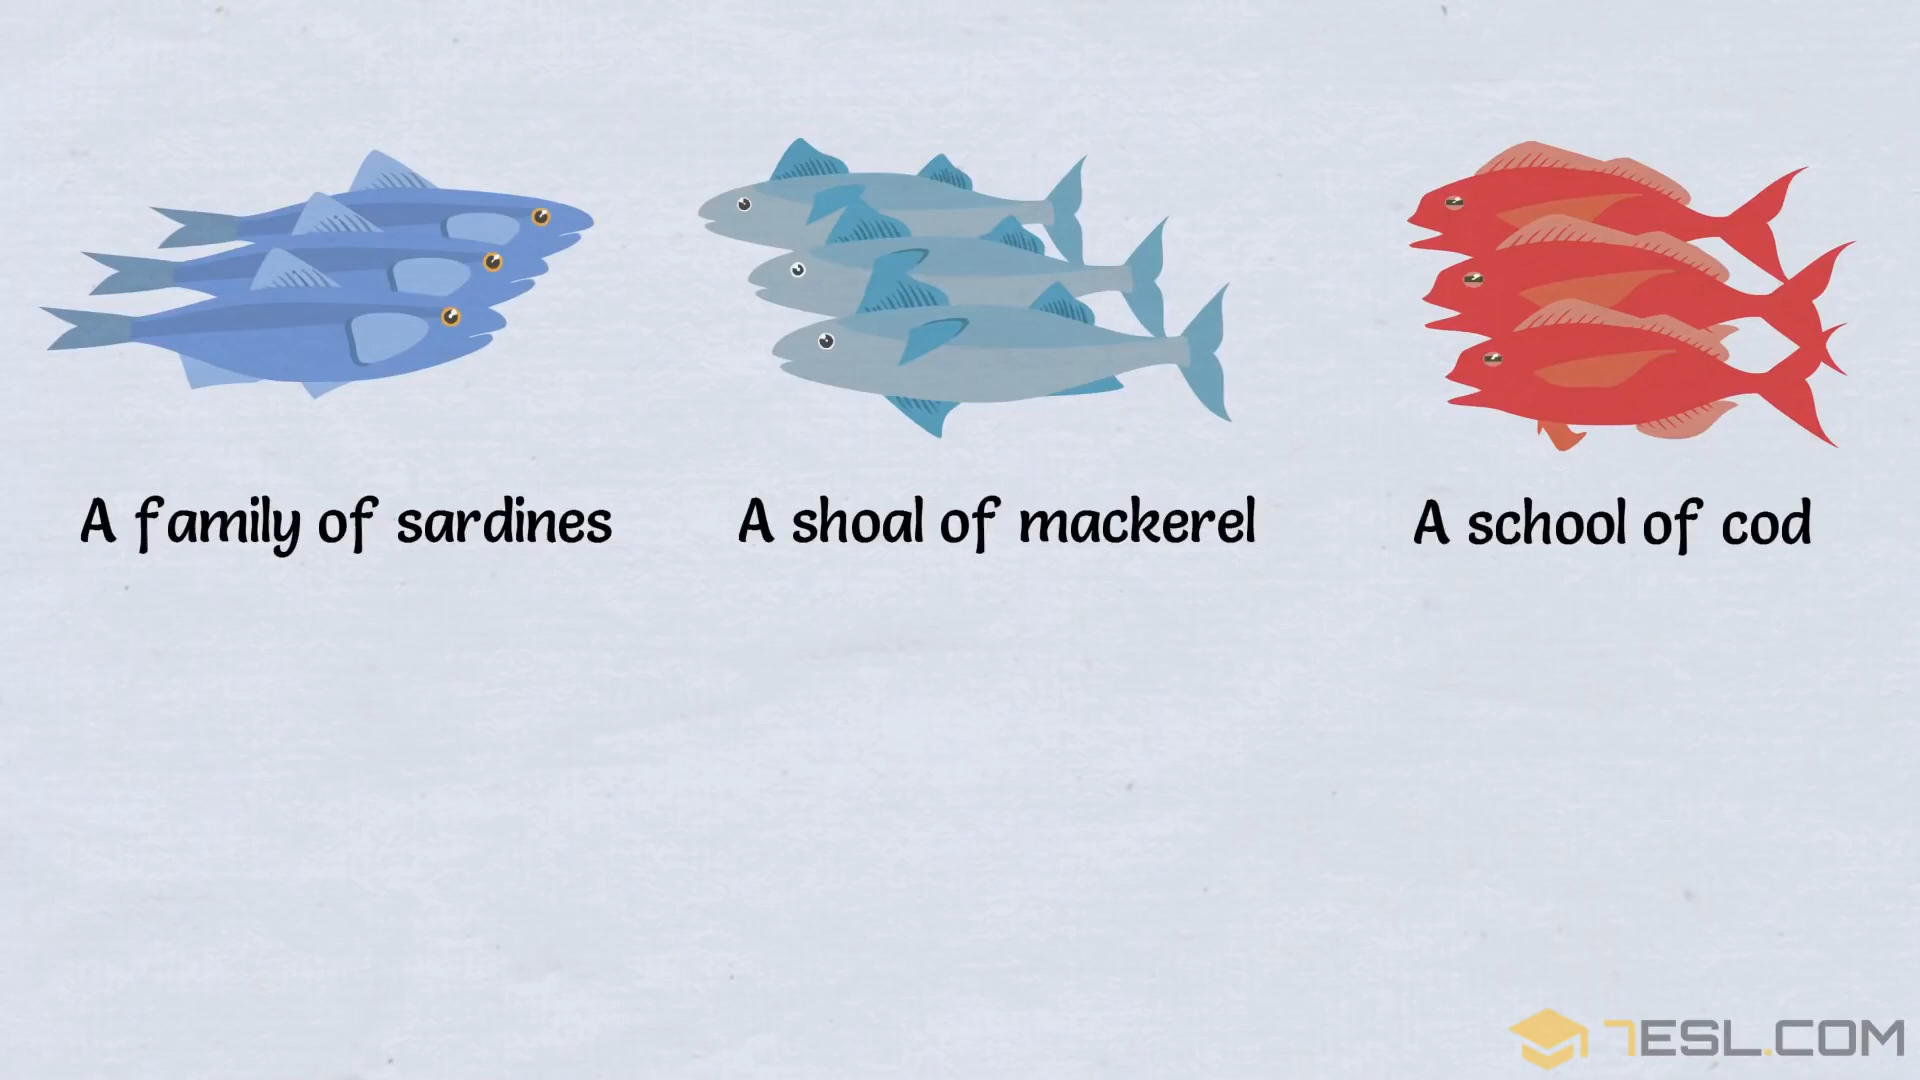 A family of sardines
A shoal of mackerel
A school of cod
7ESL.COM